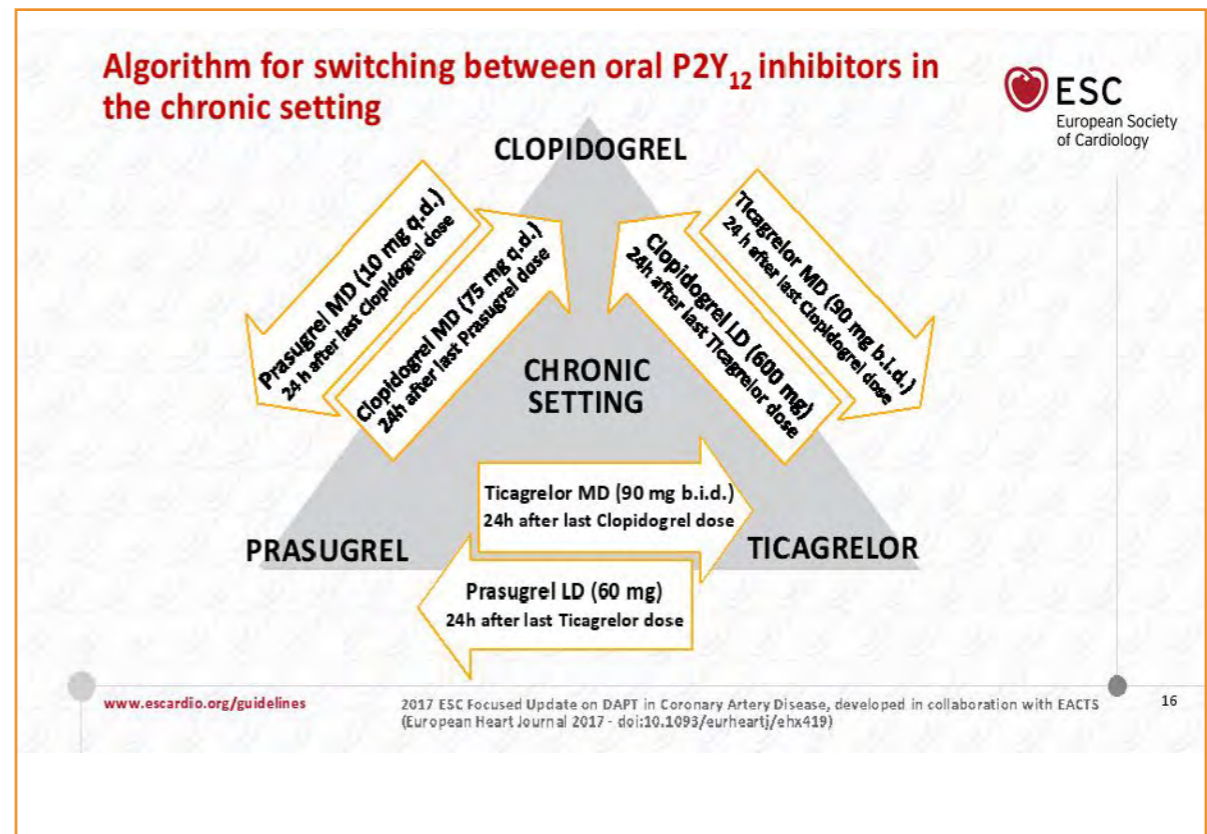 Algorithm for switching between oral P2Y12 inhibitors in
the chronic setting
ESC
European Society
of Cardiology
CLOPIDOGREL
Prasugrel MD (10 mg q.d.)
24 h after last Clopidogrel dose
Clopidogrel MD (75 mg q.d.)
24h after last Prasugrel dose
Clopidogrel LD (600 mg)
24h after last Ticagrelor dose
Ticagrelor MD (90 mg b.i.d.)
24 h after last Clopidogrel dose
CHRONIC
SETTING
Ticagrelor MD (90 mg b.i.d.)
24h after last Clopidogrel dose
PRASUGREL
TICAGRELOR
Prasugrel LD (60 mg)
24h after last Ticagrelor dose
www.escardio.org/guidelines
2017 ESC Focused Update on DAPT in Coronary Artery Disease, developed in collaboration with EACTS
(European Heart Journal 2017 - doi:10.1093/eurheartj/ehx419)
16